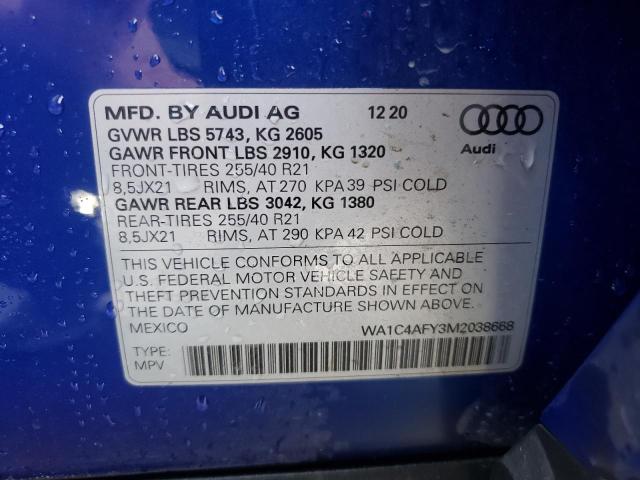 MFD. BY AUDI AG 12 20
GVWR LBS 5743, KG 2605
GAWR FRONT LBS 2910, KG 1320
FRONT-TIRES 255/40 R21
8,5JX21 RIMS, AT 270 KPA 39 PSI COLD
GAWR REAR LBS 3042, KG 1380
REAR-TIRES 255/40 R21
8,5JX21 RIMS, AT 290 KPA 42 PSI COLD
Audi
THIS VEHICLE CONFORMS TO ALL APPLICABLE
U.S. FEDERAL MOTOR VEHICLE SAFETY AND
THEFT PREVENTION STANDARDS IN EFFECT ON
THE DATE OF MANUFACTURE SHOWN ABOVE.
MEXICO WA1C4AFY3M2038668
TYPE:
MPV